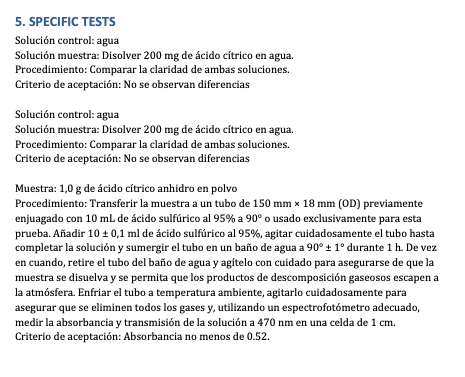 5. SPECIFIC TESTS
Solución control: agua
Solución muestra: Disolver 200 mg de ácido cítrico en agua.
Procedimiento: Comparar la claridad de ambas soluciones.
Criterio de aceptación: No se observan diferencias
Solución control: agua
Solución muestra: Disolver 200 mg de ácido cítrico en agua.
Procedimiento: Comparar la claridad de ambas soluciones.
Criterio de aceptación: No se observan diferencias
Muestra: 1,0 g de ácido cítrico anhidro en polvo
Procedimiento: Transferir la muestra a un tubo de 150 mm × 18 mm (OD) previamente
enjuagado con 10 mL de ácido sulfúrico al 95% a 90° o usado exclusivamente para esta
prueba. Añadir 10 ± 0,1 ml de ácido sulfúrico al 95%, agitar cuidadosamente el tubo hasta
completar la solución y sumergir el tubo en un baño de agua a 90° ± 1° durante 1 h. De vez
en cuando, retire el tubo del baño de agua y agítelo con cuidado para asegurarse de que la
muestra se disuelva y se permita que los productos de descomposición gaseosos escapen a
la atmósfera. Enfriar el tubo a temperatura ambiente, agitarlo cuidadosamente para
asegurar que se eliminen todos los gases y, utilizando un espectrofotómetro adecuado,
medir la absorbancia y transmisión de la solución a 470 nm en una celda de 1 cm.
Criterio de aceptación: Absorbancia no menos de 0.52.